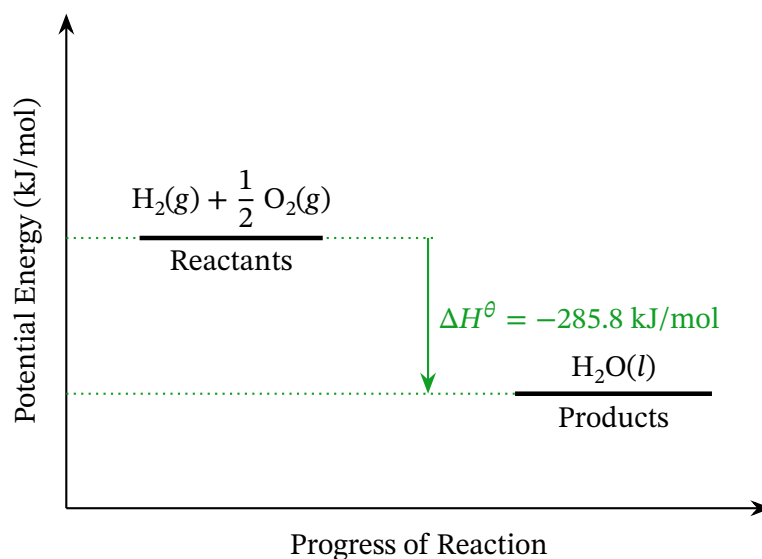 Potential Energy (kJ/mol)
H₂(g) + 1/2 O₂(g)
Reactants
ΔH^θ = −285.8 kJ/mol
H₂O(l)
Products
Progress of Reaction